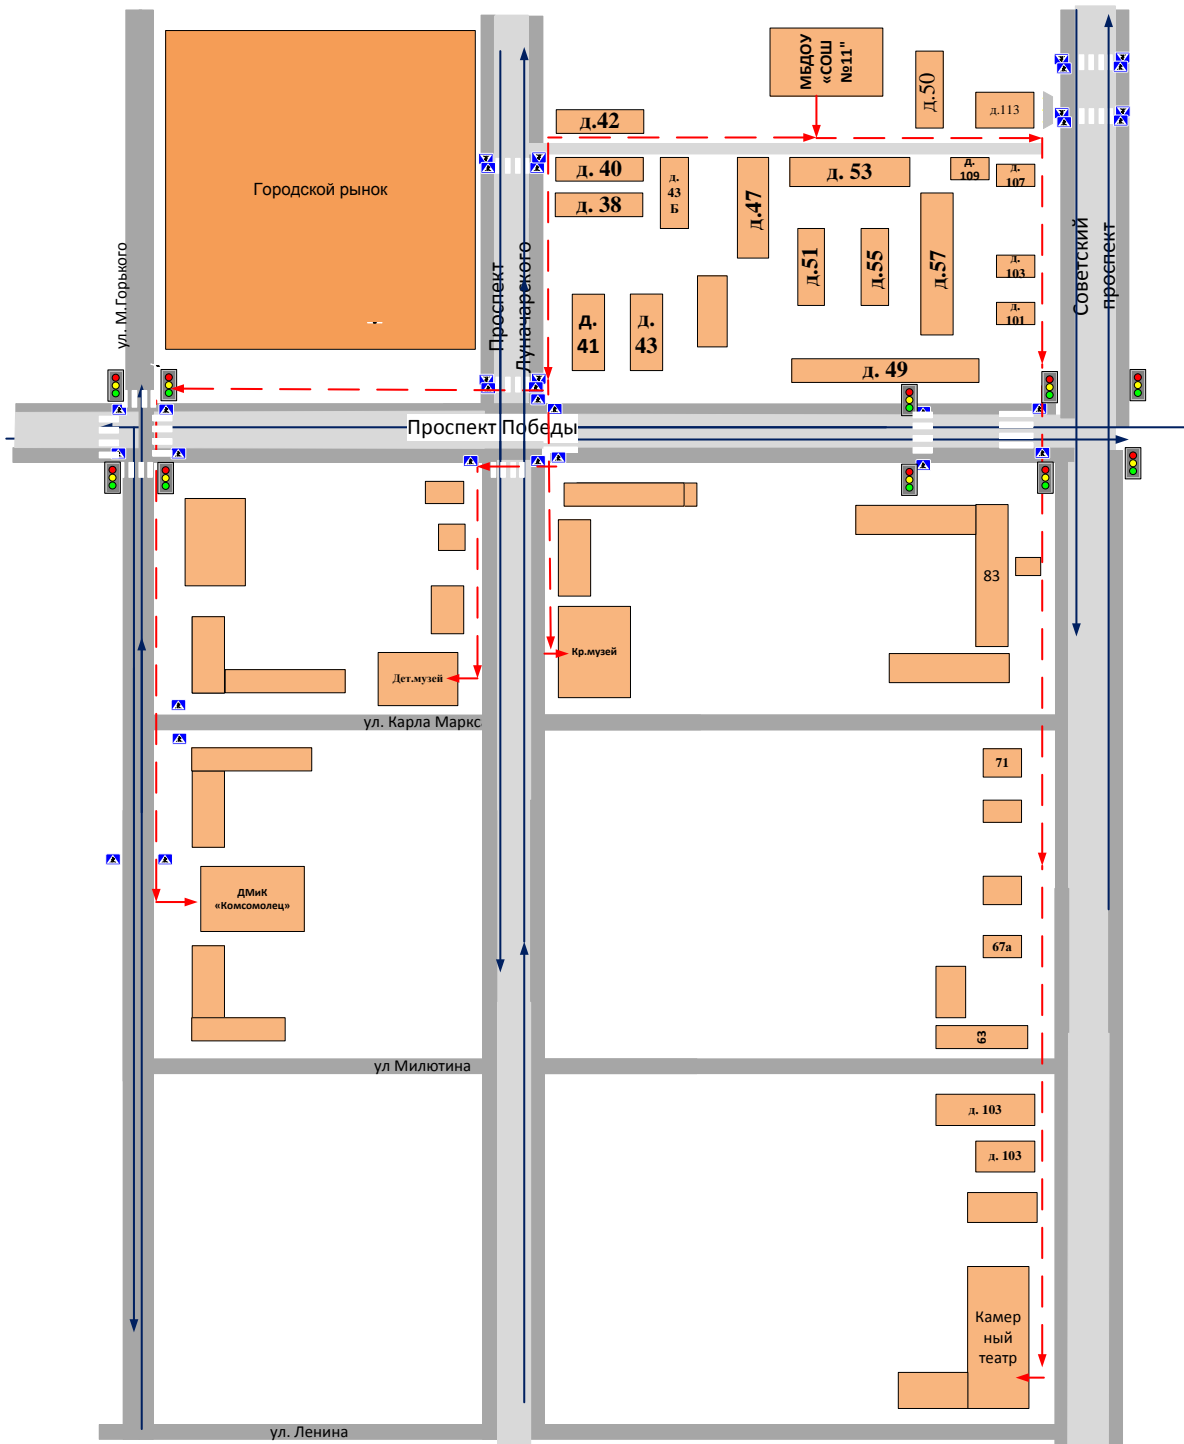 МБДОУ
«СОШ
№11"
д.50
д.113
д.42
Городской рынок
д. 40
д. 38
д.
43
Б
д.47
д. 53
д.
109
д.
107
д.51
д.55
д.57
д.
103
д.
101
д.
41
д.
43
д. 49
ул. М.Горького
Проспект
Луначарского
Советский
проспект
Проспект Победы
83
Дет.музей
Кр.музей
ул. Карла Маркс
71
ДМиК
«Комсомолец»
67а
63
ул Милютина
д. 103
д. 103
Камер
ный
театр
ул. Ленина